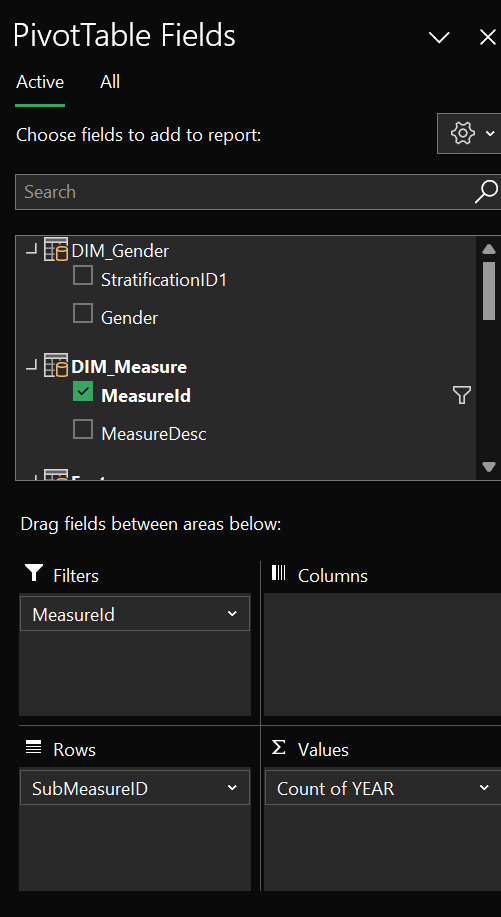 PivotTable Fields
Active All
Choose fields to add to report:
Search
DIM_Gender
StratificationID1
Gender
DIM_Measure
MeasureId
MeasureDesc
Drag fields between areas below:
Filters
Columns
MeasureId
Rows
Values
SubMeasureID
Count of YEAR